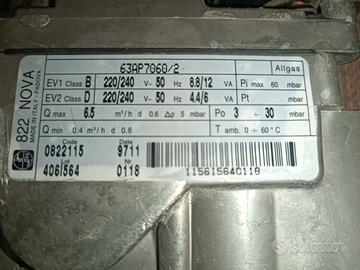 63AP7060/2
Allgas
822 NOVA
MADE IN ITALY - PADOVA
EV1 Class B 220/240 V~ 50 Hz 8.8/12 VA Pi max 60 mbar
EV2 Class D 220/240 V~ 50 Hz 4.4/6 VA Pt mbar
Q max 6.5 m³/h d 0.6 Δp 5 mbar Po 3 ÷ 30 mbar
Q min 0.4 m³/h d 0.6 T amb. 0 ÷ 60 °C
Code 0822115 Date 9711
Lot 406/564 0118
115615640118
subito